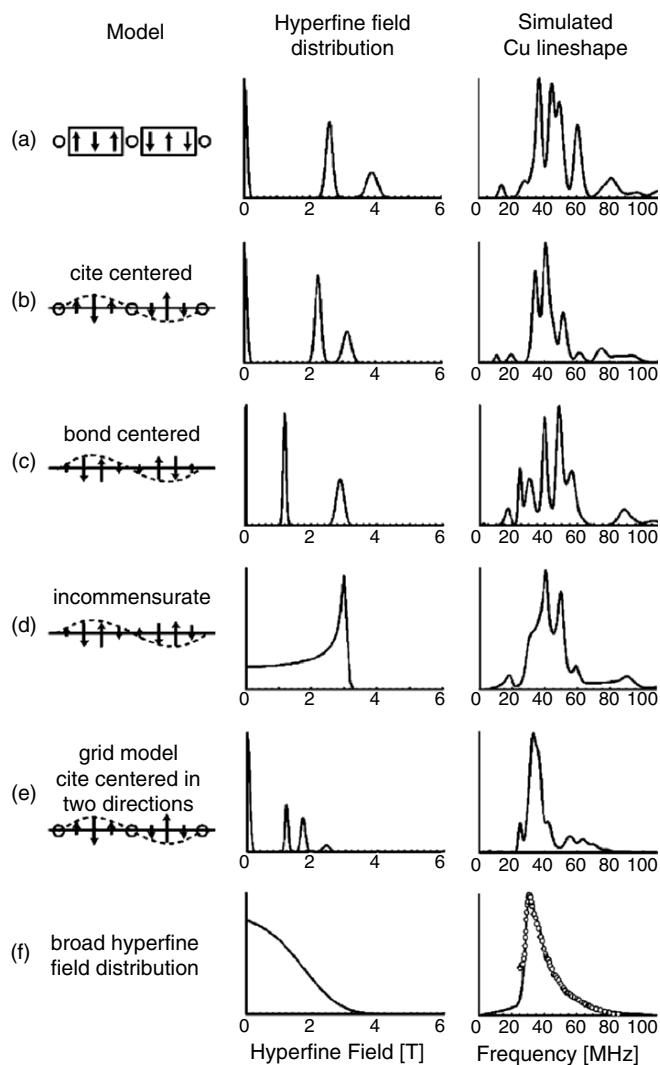 Model
Hyperfine field
distribution
Simulated
Cu lineshape
(a)
0 2 4 6
0 20 40 60 80 100
cite centered
(b)
0 2 4 6
0 20 40 60 80 100
bond centered
(c)
0 2 4 6
0 20 40 60 80 100
incommensurate
(d)
0 2 4 6
0 20 40 60 80 100
grid model
cite centered in
two directions
(e)
0 2 4 6
0 20 40 60 80 100
(f)
broad hyperfine
field distribution
0 2 4 6
0 20 40 60 80 100
Hyperfine Field [T]
Frequency [MHz]